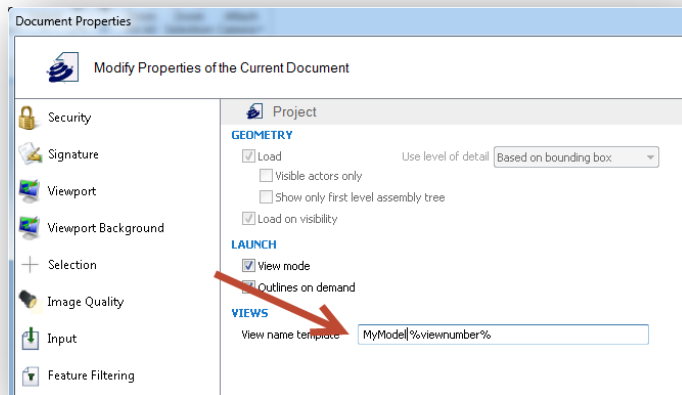 Document Properties
Modify Properties of the Current Document
Security
Signature
Viewport
Viewport Background
Selection
Image Quality
Input
Feature Filtering
Project
GEOMETRY
Load Use level of detail Based on bounding box
Visible actors only
Show only first level assembly tree
Load on visibility
LAUNCH
View mode
Outlines on demand
VIEWS
View name template MyModel%viewnumber%